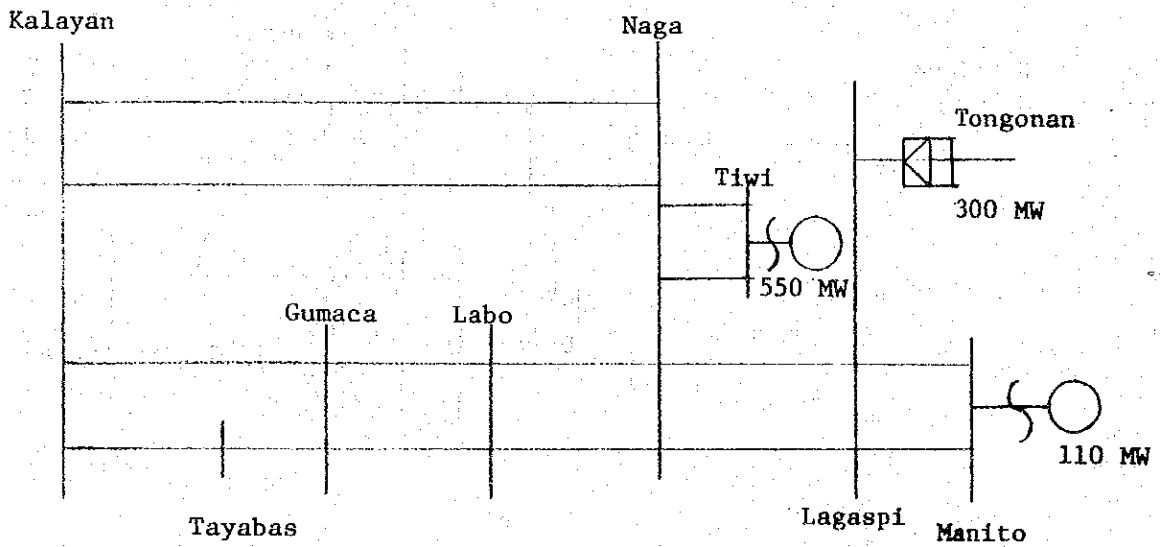 Kalayan
Naga
Tongonan
300 MW
Tiwi
550 MW
Gumaca
Labo
110 MW
Tayabas
Lagaspi
Manito